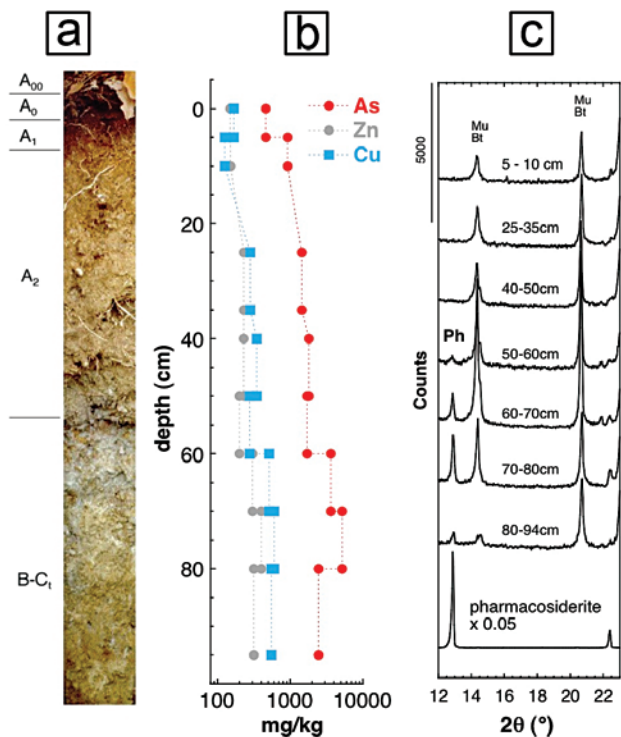 a
b
c
A₀₀
A₀
A₁
A₂
B-Cₜ
0
20
40
60
80
depth (cm)
As
Zn
Cu
100
1000
10000
mg/kg
5000
Counts
Mu
Bt
Mu
Bt
5 - 10 cm
25-35cm
40-50cm
Ph
50-60cm
60-70cm
70-80cm
80-94cm
pharmacosiderite
x 0.05
12
14
16
18
20
22
2θ (°)